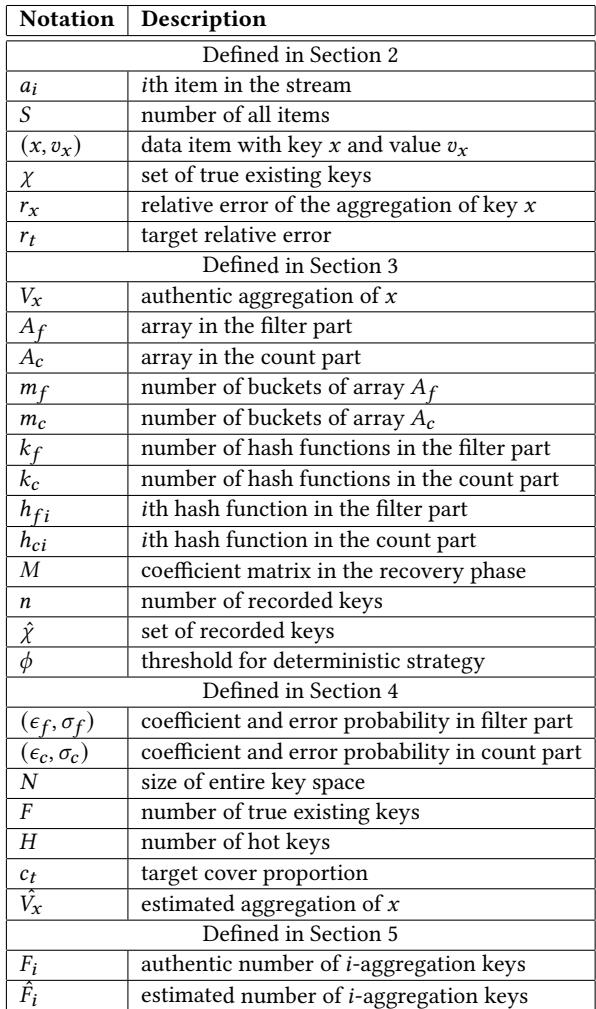 Notation Description
Defined in Section 2
a_i ith item in the stream
S number of all items
(x, v_x) data item with key x and value v_x
χ set of true existing keys
r_x relative error of the aggregation of key x
r_t target relative error
Defined in Section 3
V_x authentic aggregation of x
A_f array in the filter part
A_c array in the count part
m_f number of buckets of array A_f
m_c number of buckets of array A_c
k_f number of hash functions in the filter part
k_c number of hash functions in the count part
h_{fi} ith hash function in the filter part
h_{ci} ith hash function in the count part
M coefficient matrix in the recovery phase
n number of recorded keys
χ̂ set of recorded keys
ϕ threshold for deterministic strategy
Defined in Section 4
(ϵ_f, σ_f) coefficient and error probability in filter part
(ϵ_c, σ_c) coefficient and error probability in count part
N size of entire key space
F number of true existing keys
H number of hot keys
c_t target cover proportion
V̂_x estimated aggregation of x
Defined in Section 5
F_i authentic number of i-aggregation keys
F̂_i estimated number of i-aggregation keys